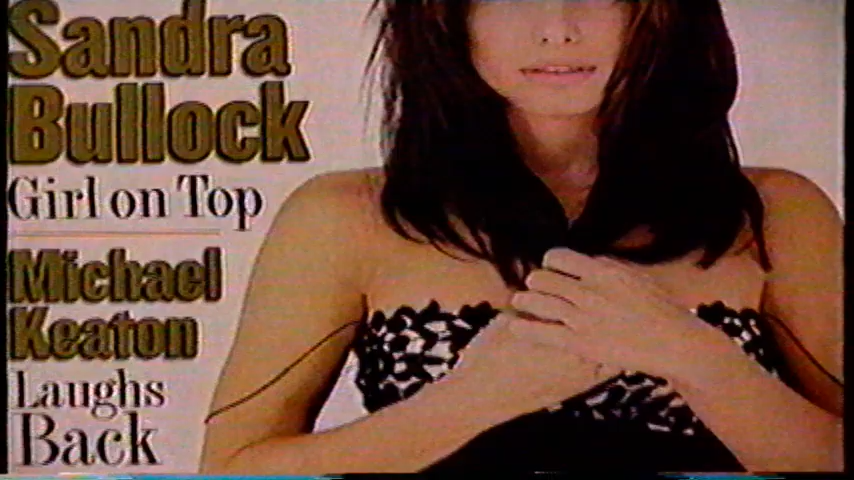 Sandra
Bullock
Girl on Top
Michael
Keaton
Laughs
Back